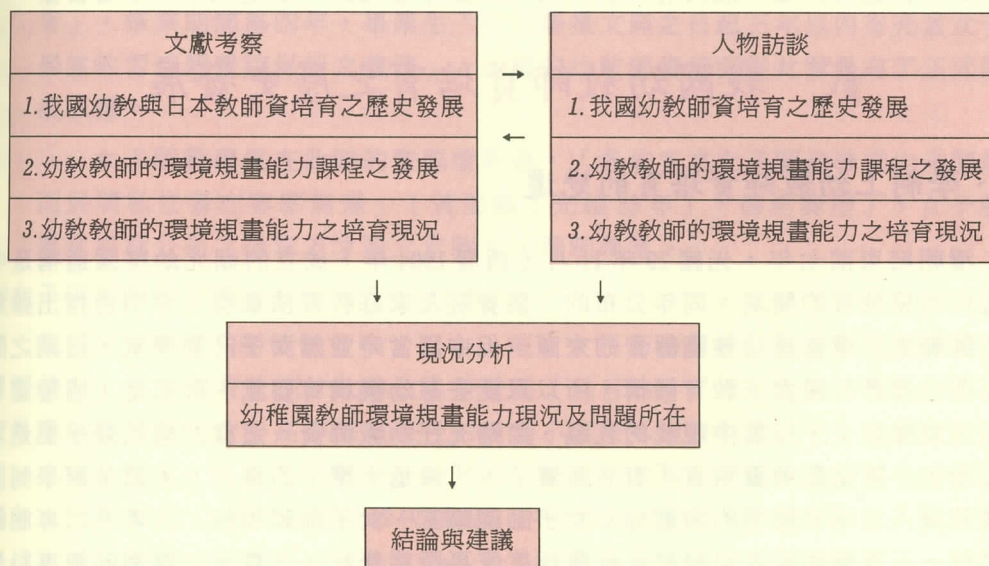 文獻考察
1.我國幼教與日本教師資培育之歷史發展
2.幼教教師的環境規畫能力課程之發展
3.幼教教師的環境規畫能力之培育現況
人物訪談
1.我國幼教師資培育之歷史發展
2.幼教教師的環境規畫能力課程之發展
3.幼教教師的環境規畫能力之培育現況
現況分析
幼稚園教師環境規畫能力現況及問題所在
結論與建議